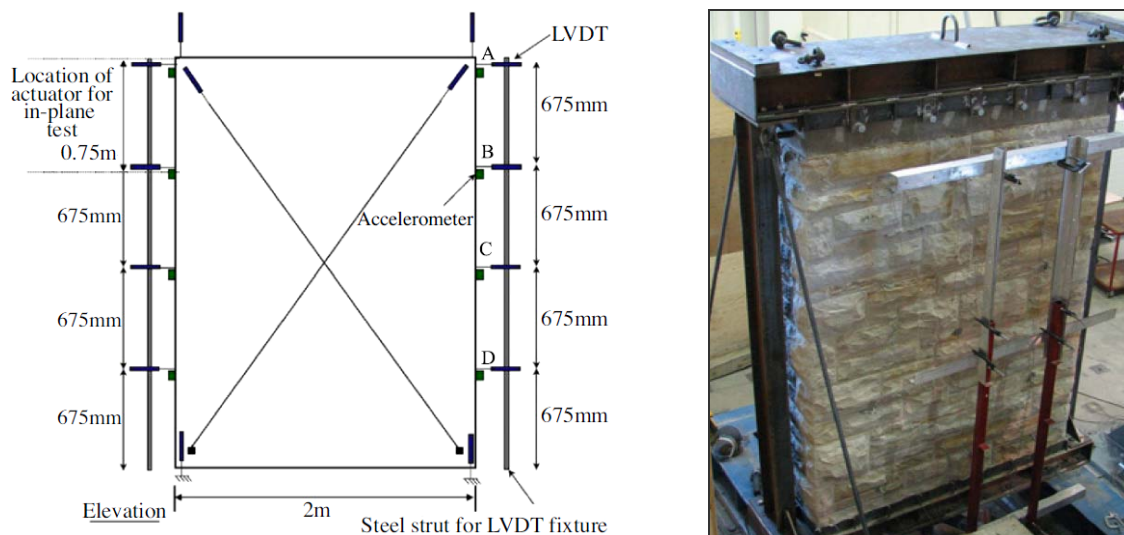 A
LVDT
Location of
actuator for
in-plane
test
0.75m
675mm
B
675mm
Accelerometer
675mm
C
675mm
675mm
D
675mm
675mm
Elevation
2m
Steel strut for LVDT fixture